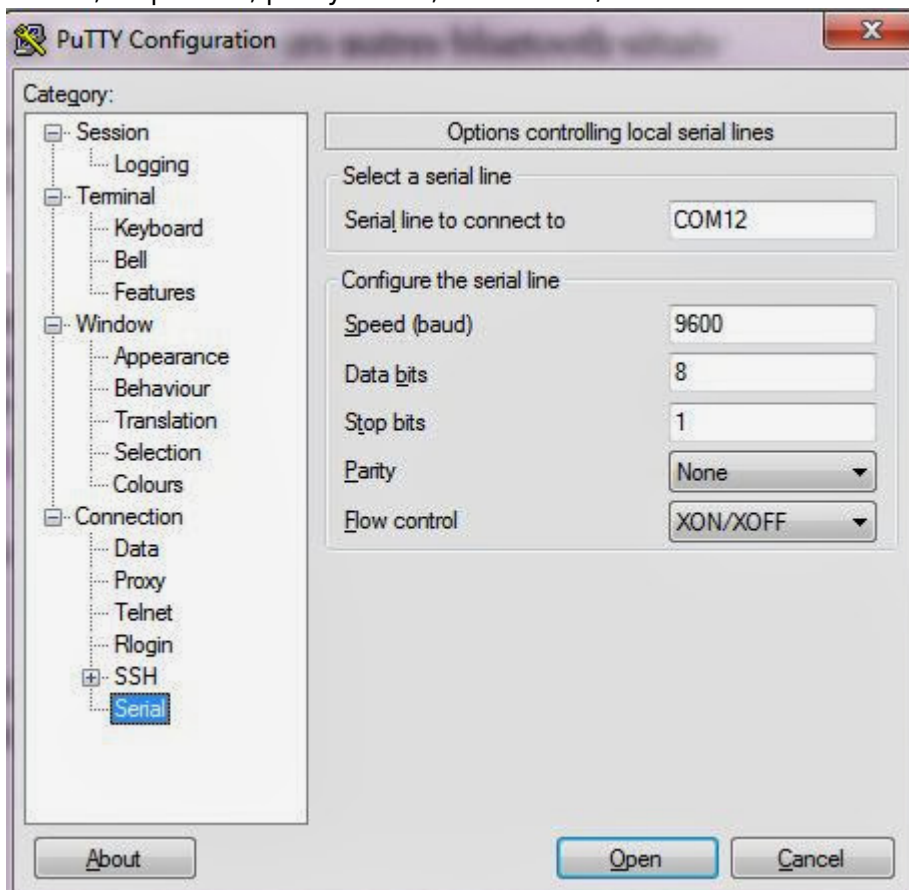 PuTTY Configuration
Category:
Session
Logging
Terminal
Keyboard
Bell
Features
Window
Appearance
Behaviour
Translation
Selection
Colours
Connection
Data
Proxy
Telnet
Rlogin
SSH
Serial
Options controlling local serial lines
Select a serial line
Serial line to connect to COM12
Configure the serial line
Speed (baud) 9600
Data bits 8
Stop bits 1
Parity None
Flow control XON/XOFF
About Open Cancel